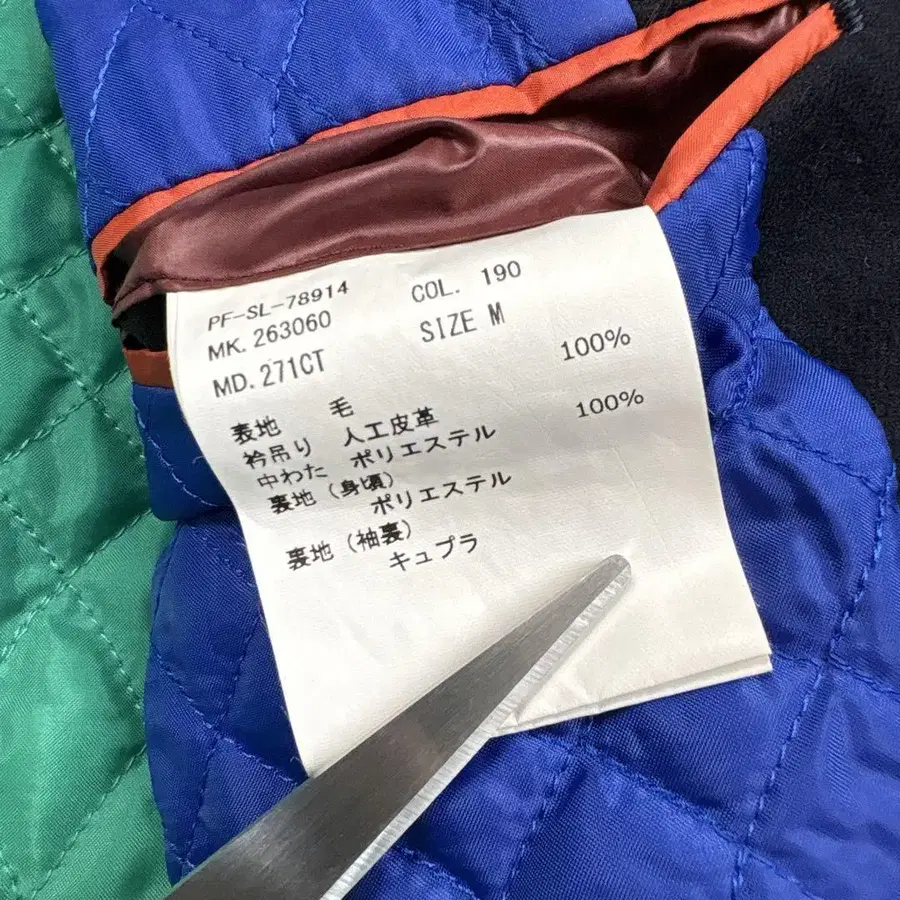 PF-SL-78914 COL. 190
MK. 263060 SIZE M
MD. 271CT
表地 毛 100%
衿吊り 人工皮革
中わた ポリエステル 100%
裏地(身頃)
ポリエステル
裏地(袖裏)
キュプラ